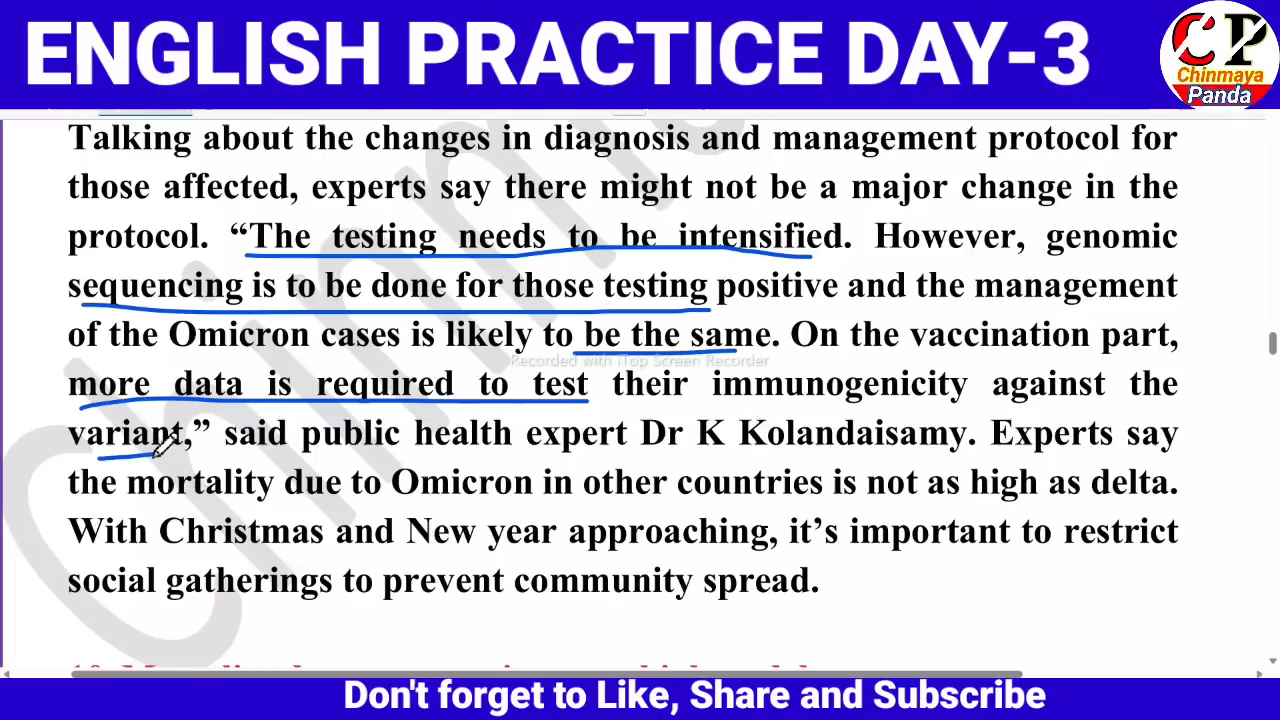 ENGLISH PRACTICE DAY-3
CP
Chinmaya
Panda
Talking about the changes in diagnosis and management protocol for
those affected, experts say there might not be a major change in the
protocol. “The testing needs to be intensified. However, genomic
sequencing is to be done for those testing positive and the management
of the Omicron cases is likely to be the same. On the vaccination part,
Recorded with iTop Screen Recorder
more data is required to test their immunogenicity against the
variant,” said public health expert Dr K Kolandaisamy. Experts say
the mortality due to Omicron in other countries is not as high as delta.
With Christmas and New year approaching, it’s important to restrict
social gatherings to prevent community spread.
Don't forget to Like, Share and Subscribe